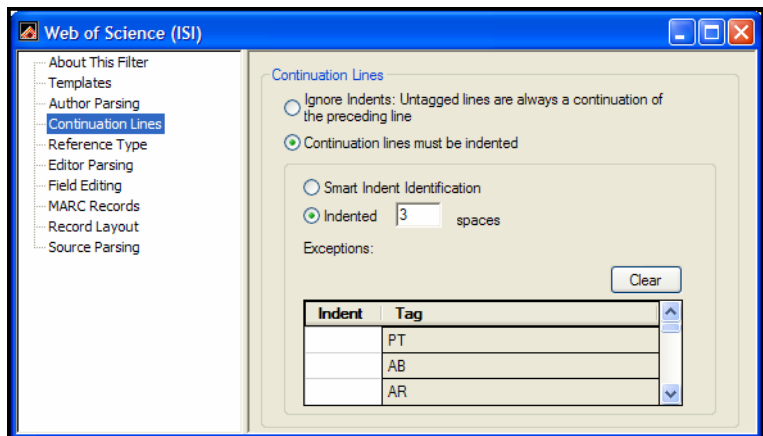 Web of Science (ISI)
About This Filter
Templates
Author Parsing
Continuation Lines
Reference Type
Editor Parsing
Field Editing
MARC Records
Record Layout
Source Parsing
Continuation Lines
Ignore Indents: Untagged lines are always a continuation of
the preceding line
Continuation lines must be indented
Smart Indent Identification
Indented 3 spaces
Exceptions:
Clear
Indent Tag
PT
AB
AR